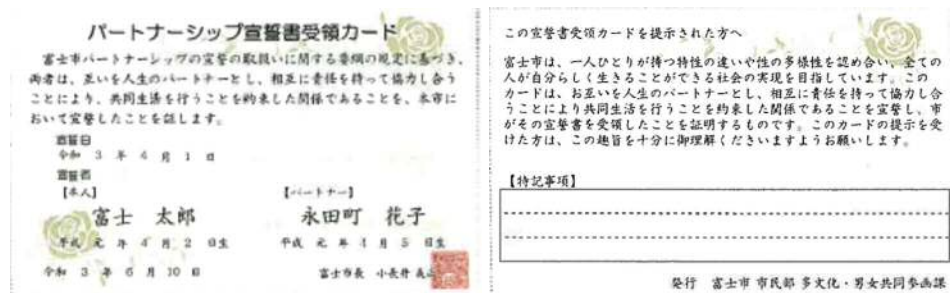 パートナーシップ宣誓書受領カード
富士市パートナーシップの宣誓の取扱いに関する要綱の規定に基づき、
両者は、互いを人生のパートナーとし、相互に責任を持って協力し合う
ことにより、共同生活を行うことを約束した関係であることを、本市に
おいて宣誓したことを証します。
宣誓日
令和 3 年 4 月 1 日
宣誓者
【本人】 【パートナー】
富士 太郎 永田町 花子
平成 元 年 4 月 2 日生 平成 元 年 4 月 5 日生
令和 3 年 6 月 10 日 富士市長 小長井 義
この宣誓書受領カードを提示された方へ
富士市は、一人ひとりが持つ特性の違いや性の多様性を認め合い、全ての
人が自分らしく生きることができる社会の実現を目指しています。この
カードは、お互いを人生のパートナーとし、相互に責任を持って協力し合
うことにより共同生活を行うことを約束した関係であることを宣誓し、市
がその宣誓書を受領したことを証明するものです。このカードの提示を受
けた方は、この趣旨を十分に御理解くださいますようお願いします。
【特記事項】
発行 富士市 市民部 多文化・男女共同参画課